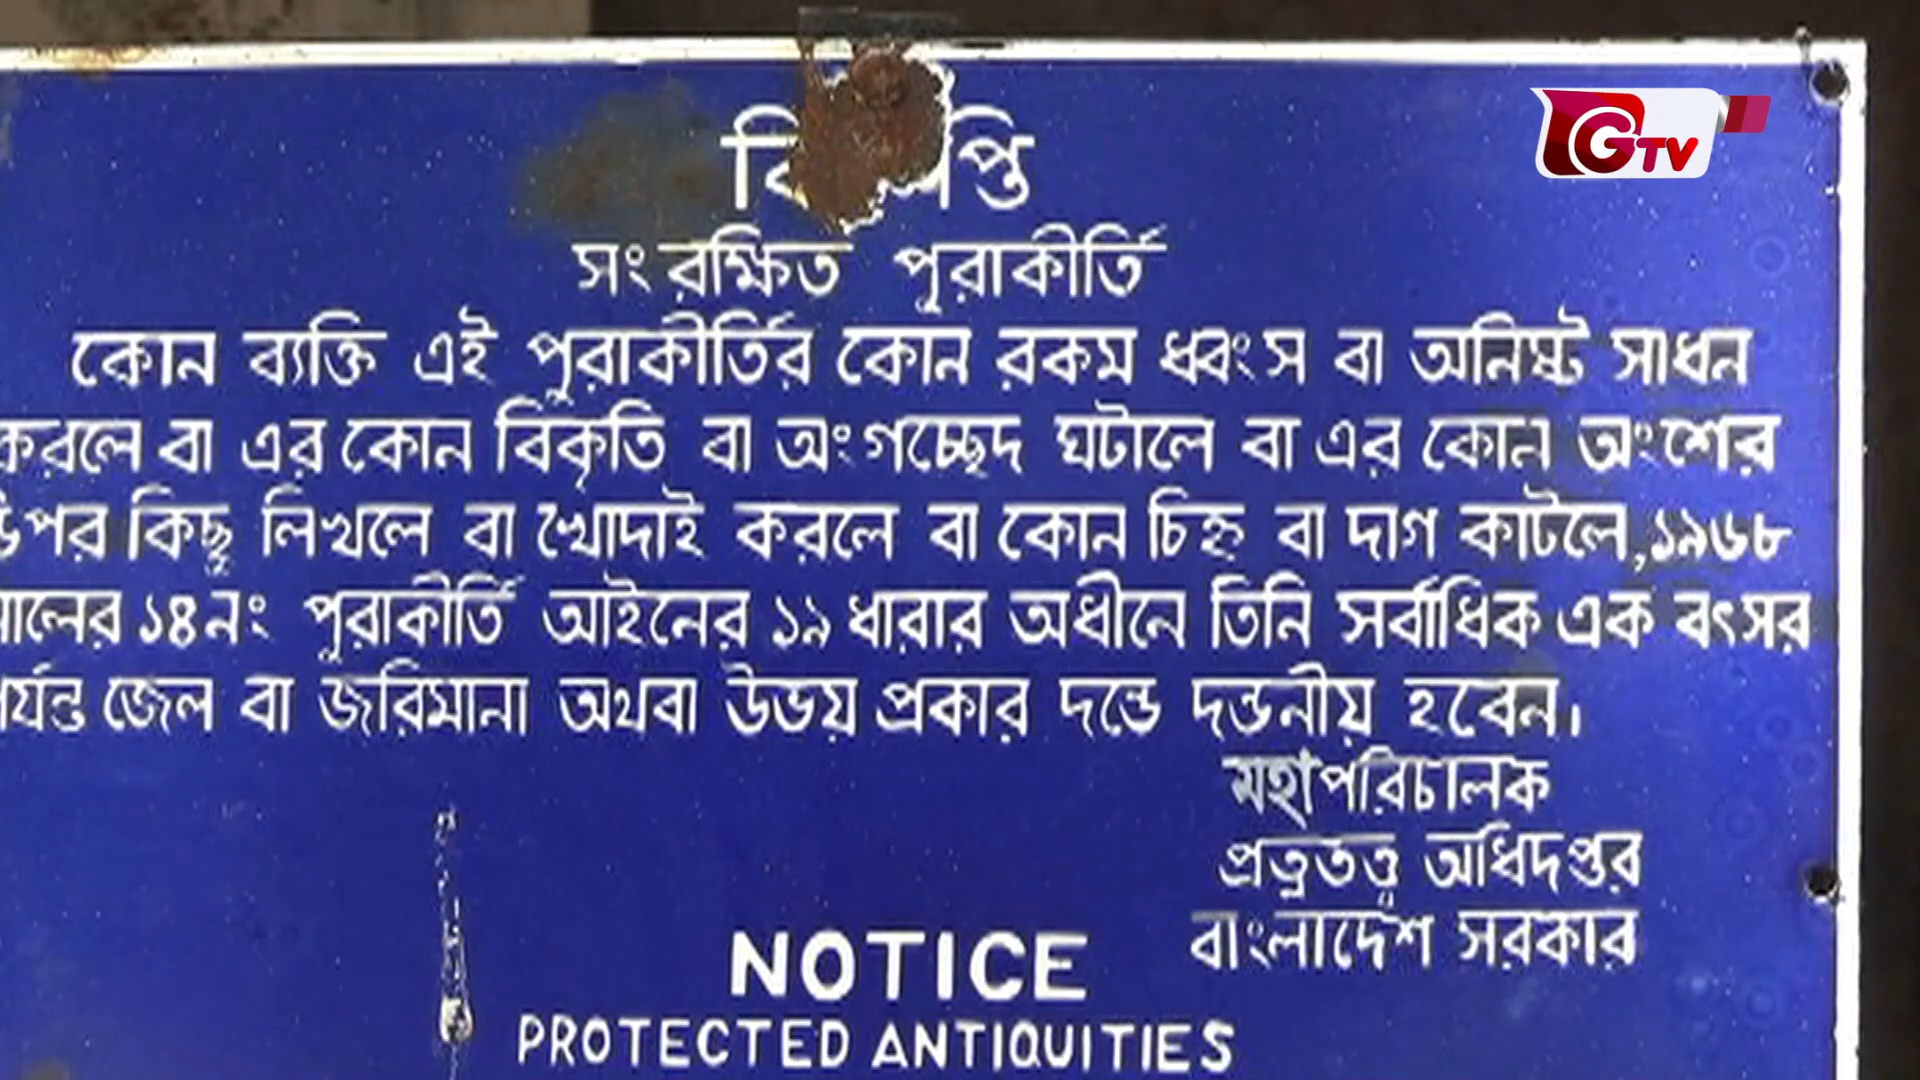 GTV
সংরক্ষিত পুরাকীর্তি
কোন ব্যক্তি এই পুরাকীর্তির কোন রকম ধ্বংস বা অনিষ্ট সাধন
করলে বা এর কোন বিকৃতি বা অংগচ্ছেদ ঘটালে বা এর কোন অংশের
উপর কিছু লিখলে বা খোদাই করলে বা কোন চিহ্ন বা দাগ কাটলে,১৯৬৮
সালের ১৪নং পুরাকীর্তি আইনের ১৯ ধারার অধীনে তিনি সর্বাধিক এক বৎসর
পর্যন্ত জেল বা জরিমানা অথবা উভয় প্রকার দন্ডে দন্ডনীয় হবেন।
মহাপরিচালক
প্রত্নতত্ত্ব অধিদপ্তর
বাংলাদেশ সরকার
NOTICE
PROTECTED ANTIQUITIES